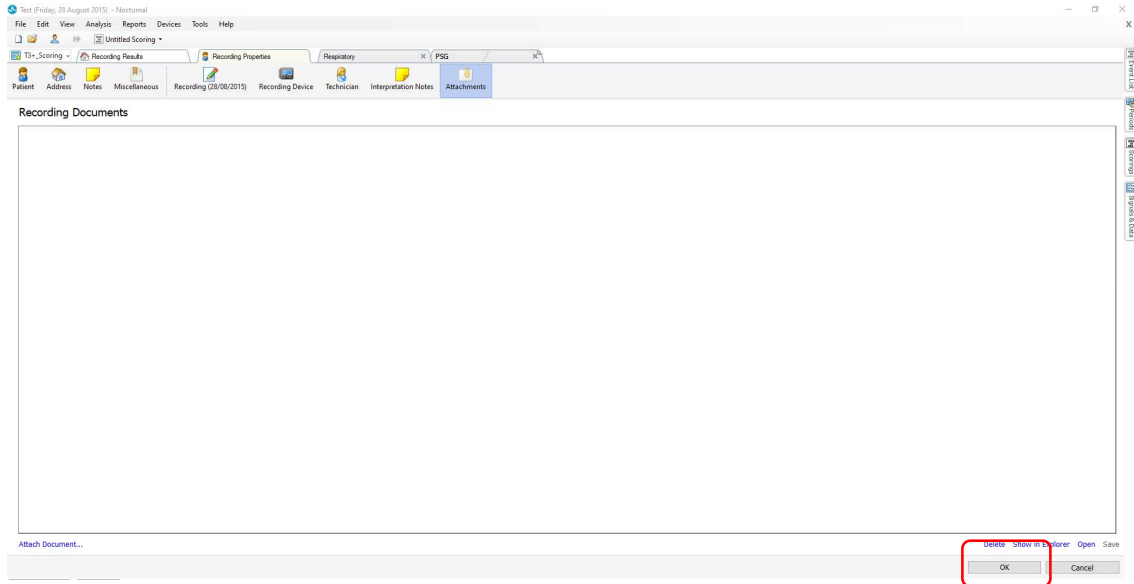 Test (Friday, 28 August 2015) - Noxturnal
File Edit View Analysis Reports Devices Tools Help
Untitled Scoring
T3+_Scoring Recording Results Recording Properties Respiratory PSG
Patient Address Notes Miscellaneous Recording (28/08/2015) Recording Device Technician Interpretation Notes Attachments
Recording Documents
Event List
Periods
Scorings
Signals & Data
Attach Document... Delete Show in Explorer Open Save
OK Cancel